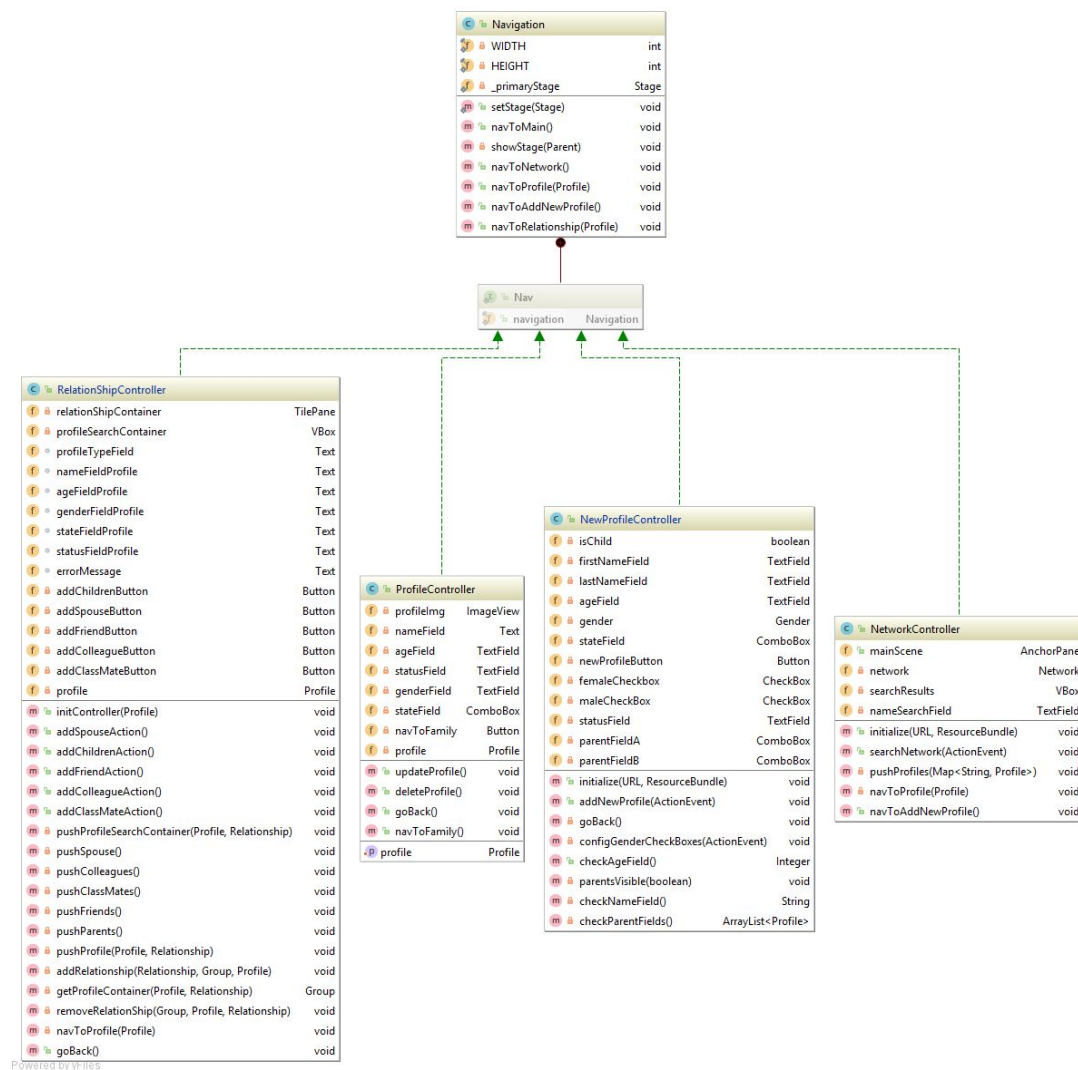 Navigation
WIDTH int
HEIGHT int
_primaryStage Stage
setStage(Stage) void
navToMain() void
showStage(Parent) void
navToNetwork() void
navToProfile(Profile) void
navToAddNewProfile() void
navToRelationship(Profile) void
Nav
navigation Navigation
RelationShipController
relationShipContainer TilePane
profileSearchContainer VBox
profileTypeField Text
nameFieldProfile Text
ageFieldProfile Text
genderFieldProfile Text
stateFieldProfile Text
statusFieldProfile Text
errorMessage Text
addChildrenButton Button
addSpouseButton Button
addFriendButton Button
addColleagueButton Button
addClassMateButton Button
profile Profile
initController(Profile) void
addSpouseAction() void
addChildrenAction() void
addFriendAction() void
addColleagueAction() void
addClassMateAction() void
pushProfileSearchContainer(Profile, Relationship) void
pushSpouse() void
pushColleagues() void
pushClassMates() void
pushFriends() void
pushParents() void
pushProfile(Profile, Relationship) void
addRelationship(Relationship, Group, Profile) void
getProfileContainer(Profile, Relationship) Group
removeRelationShip(Group, Profile, Relationship) void
navToProfile(Profile) void
goBack() void
ProfileController
profileImg ImageView
nameField Text
ageField TextField
statusField TextField
genderField TextField
stateField ComboBox
navToFamily Button
profile Profile
updateProfile() void
deleteProfile() void
goBack() void
navToFamily() void
profile Profile
NewProfileController
isChild boolean
firstNameField TextField
lastNameField TextField
ageField TextField
gender Gender
stateField ComboBox
newProfileButton Button
femaleCheckbox CheckBox
maleCheckBox CheckBox
statusField TextField
parentFieldA ComboBox
parentFieldB ComboBox
initialize(URL, ResourceBundle) void
addNewProfile(ActionEvent) void
goBack() void
configGenderCheckBoxes(ActionEvent) void
checkAgeField() Integer
parentsVisible(boolean) void
checkNameField() String
checkParentFields() ArrayList<Profile>
NetworkController
mainScene AnchorPane
network Network
searchResults VBox
nameSearchField TextField
initialize(URL, ResourceBundle) void
searchNetwork(ActionEvent) void
pushProfiles(Map<String, Profile>) void
navToProfile(Profile) void
navToAddNewProfile() void
Powered by yFiles